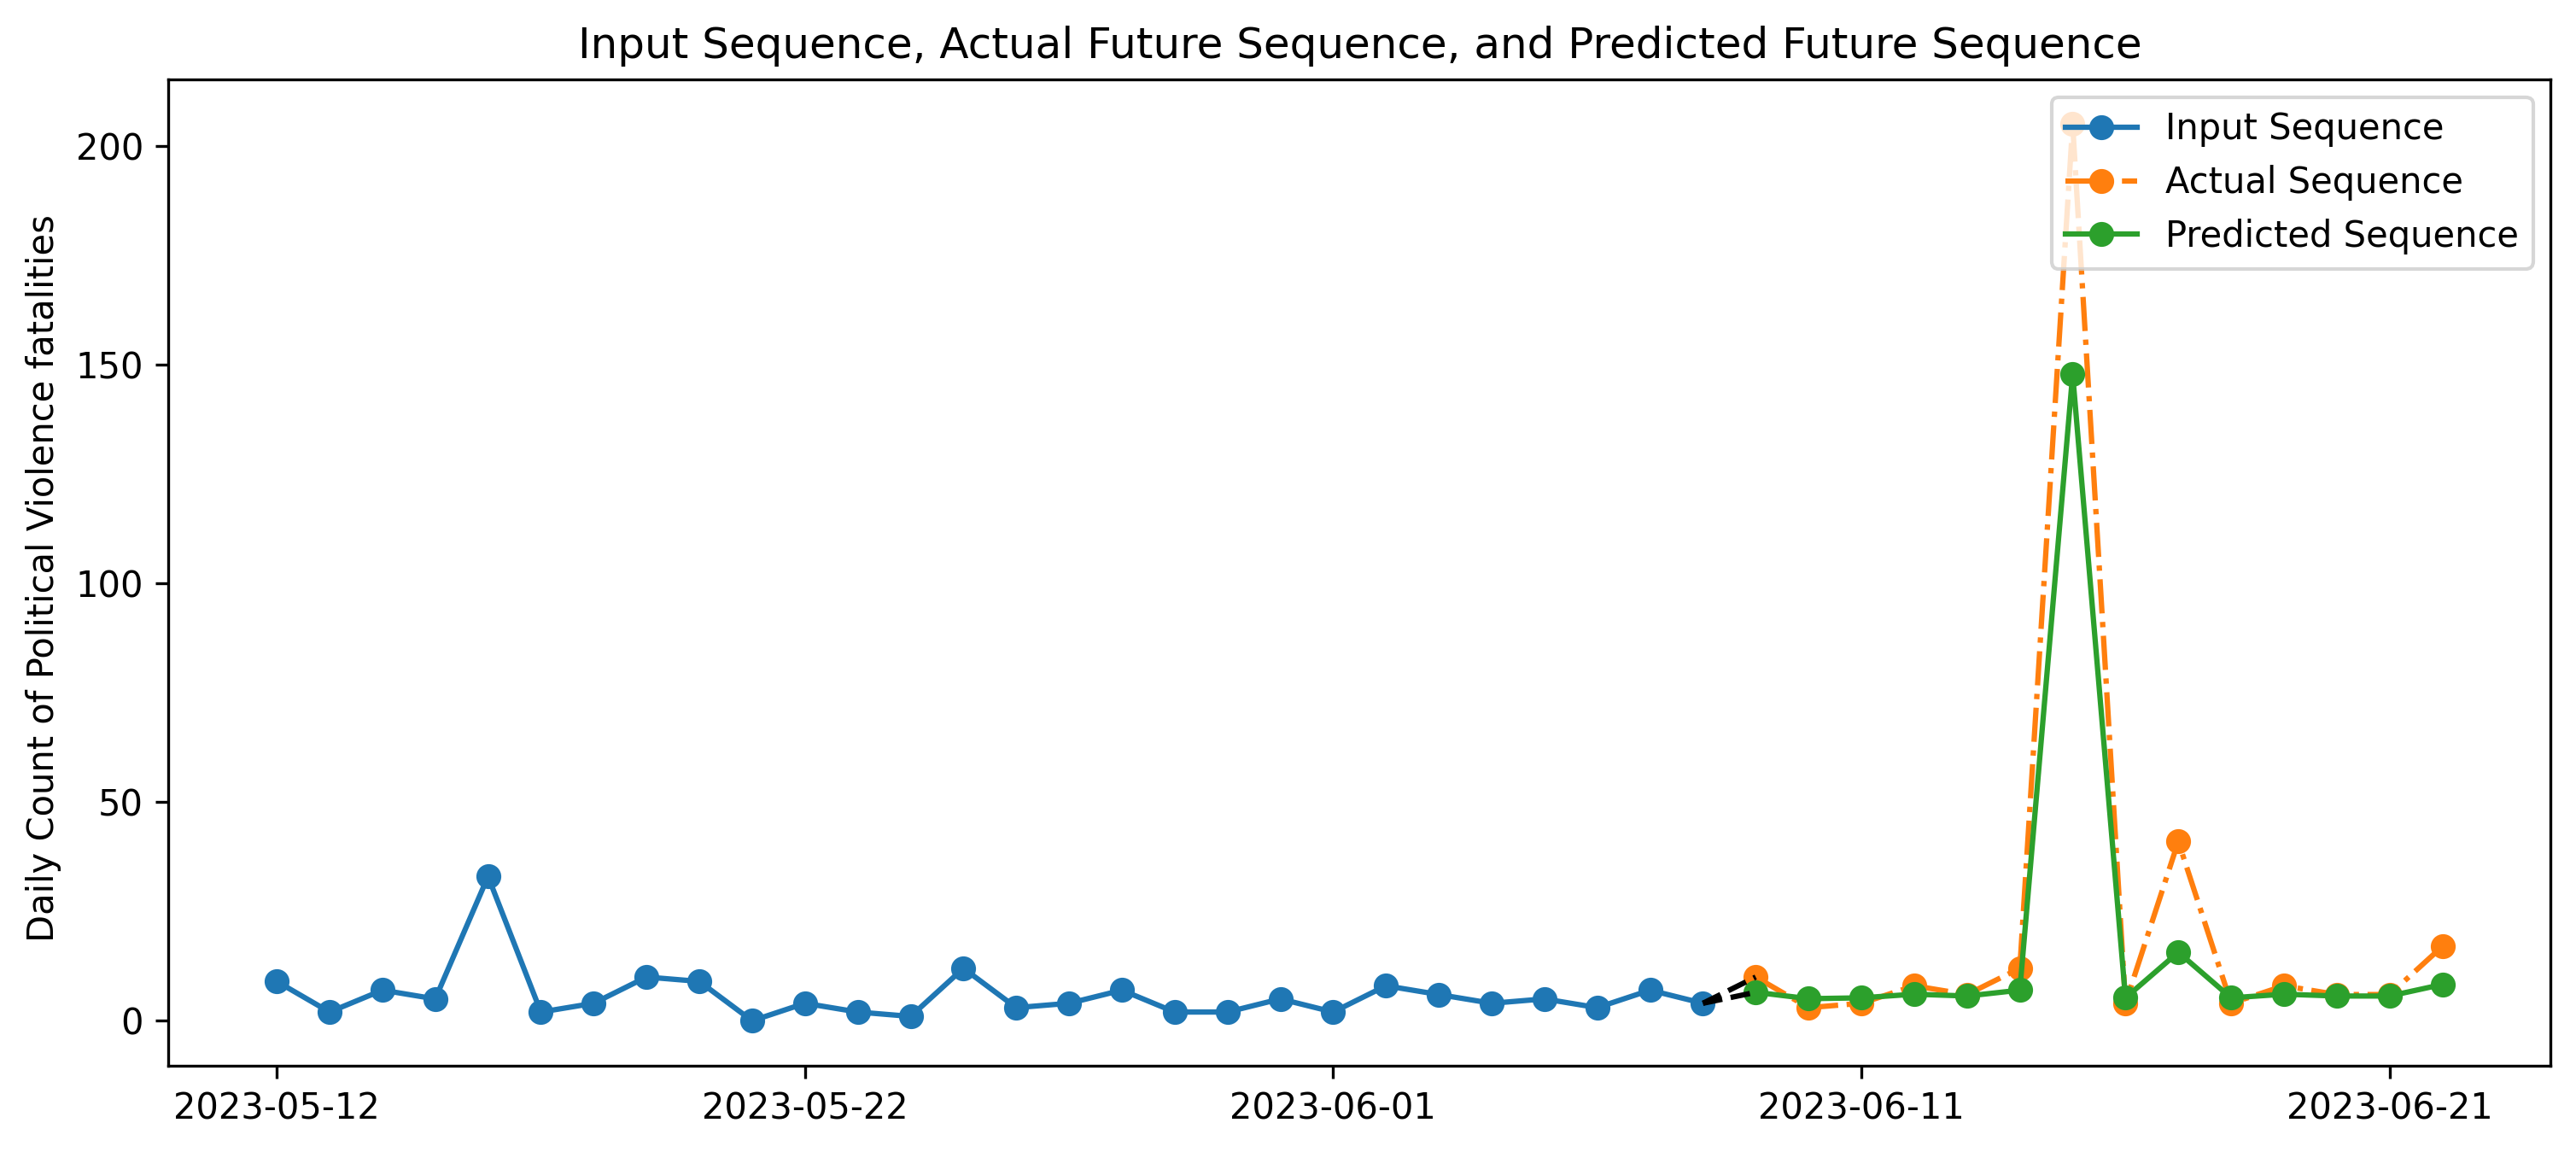 Input Sequence, Actual Future Sequence, and Predicted Future Sequence
Daily Count of Political Violence fatalities
200
150
100
50
0
Input Sequence
Actual Sequence
Predicted Sequence
2023-05-12
2023-05-22
2023-06-01
2023-06-11
2023-06-21